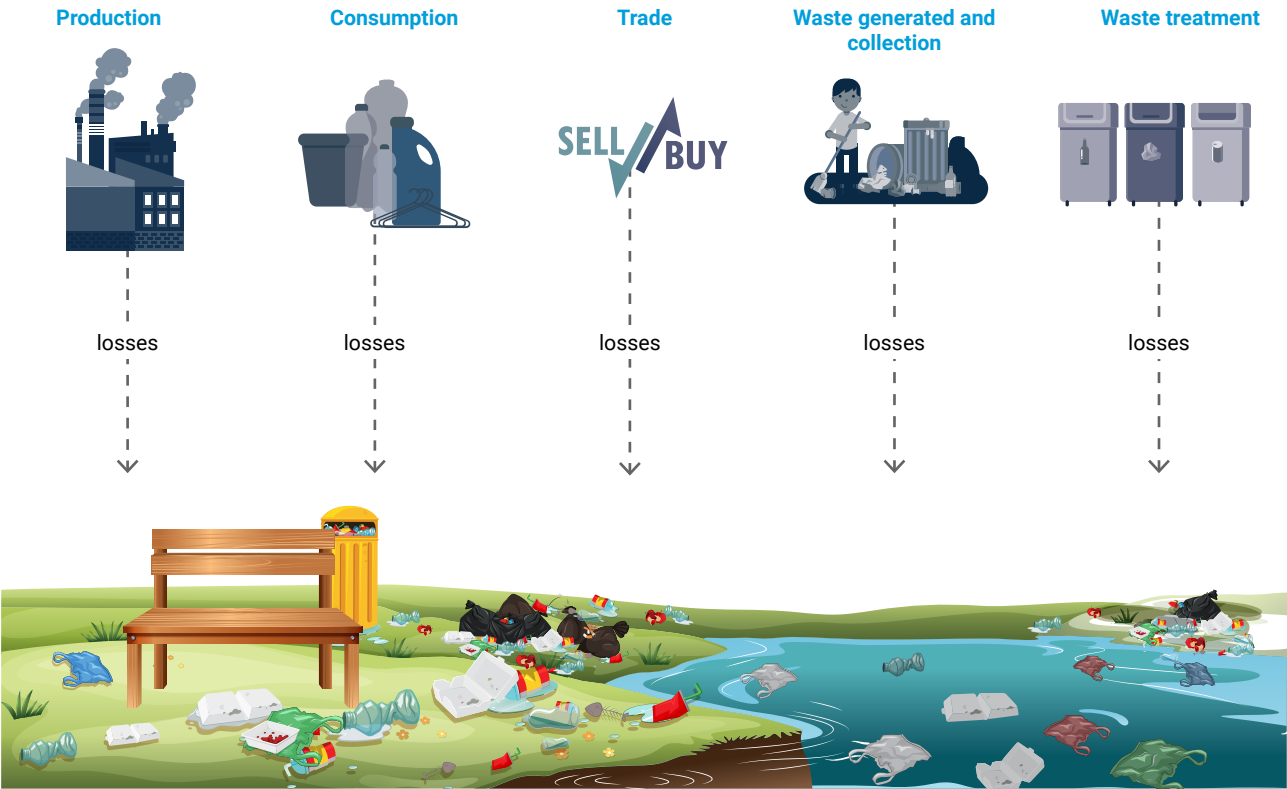 Production
Consumption
Trade
Waste generated and
collection
Waste treatment
SELL
BUY
losses
losses
losses
losses
losses